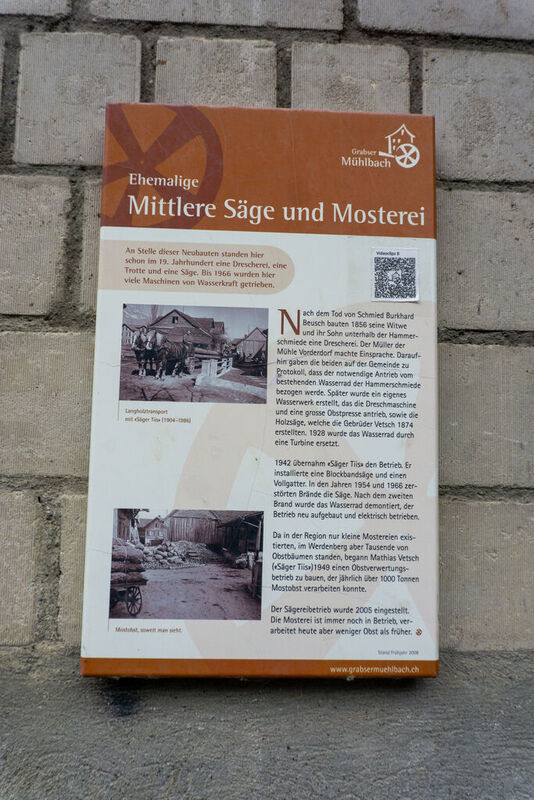 Grabser
Mühlbach
Ehemalige
Mittlere Säge und Mosterei
An Stelle dieser Neubauten standen hier
schon im 19. Jahrhundert eine Drescherei, eine
Trotte und eine Säge. Bis 1966 wurden hier
viele Maschinen von Wasserkraft getrieben.
Videoclips 8
Langholztransport
mit «Säger Tiis» (1904–1986)
Mostobst, soweit man sieht.
Nach dem Tod von Schmied Burkhard
Beusch bauten 1856 seine Witwe
und ihr Sohn unterhalb der Hammer-
schmiede eine Drescherei. Der Müller der
Mühle Vorderdorf machte Einsprache. Darauf-
hin gaben die beiden auf der Gemeinde zu
Protokoll, dass der notwendige Antrieb vom
bestehenden Wasserrad der Hammerschmiede
bezogen werde. Später wurde ein eigenes
Wasserwerk erstellt, das die Dreschmaschine
und eine grosse Obstpresse antrieb, sowie die
Holzsäge, welche die Gebrüder Vetsch 1874
erstellten. 1928 wurde das Wasserrad durch
eine Turbine ersetzt.
1942 übernahm «Säger Tiis» den Betrieb. Er
installierte eine Blockbandsäge und einen
Vollgatter. In den Jahren 1954 und 1966 zer-
störten Brände die Säge. Nach dem zweiten
Brand wurde das Wasserrad demontiert, der
Betrieb neu aufgebaut und elektrisch betrieben.
Da in der Region nur kleine Mostereien exis-
tierten, im Werdenberg aber Tausende von
Obstbäumen standen, begann Mathias Vetsch
(«Säger Tiis»)1949 einen Obstverwertungs-
betrieb zu bauen, der jährlich über 1000 Tonnen
Mostobst verarbeiten konnte.
Der Sägereibetrieb wurde 2005 eingestellt.
Die Mosterei ist immer noch in Betrieb, ver-
arbeitet heute aber weniger Obst als früher.
Stand Frühjahr 2008
www.grabsermuehlbach.ch